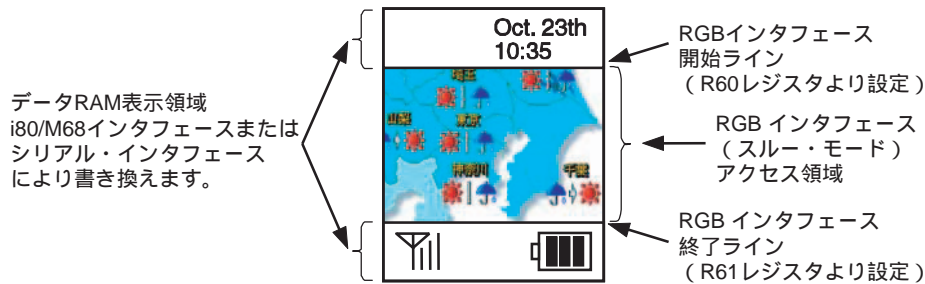 データRAM表示領域
i80/M68インタフェースまたは
シリアル・インタフェース
により書き換えます。
Oct. 23th
10:35
埼玉
山梨
東京
神奈川
千葉
RGBインタフェース
開始ライン
（R60レジスタより設定）
RGB インタフェース
（スルー・モード）
アクセス領域
RGB インタフェース
終了ライン
（R61レジスタより設定）